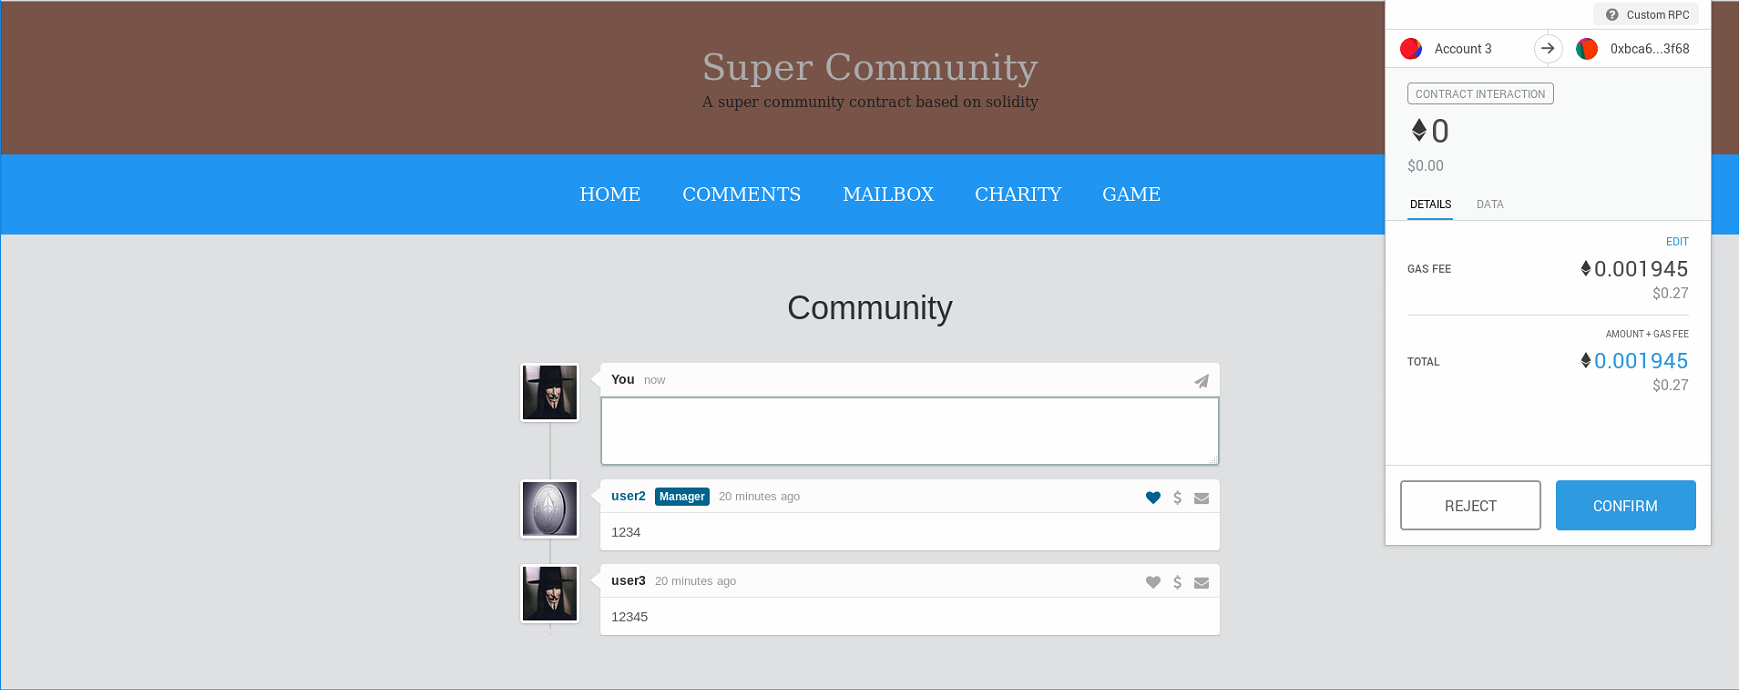 Super Community
A super community contract based on solidity
HOME COMMENTS MAILBOX CHARITY GAME
Community
You now
user2 Manager 20 minutes ago $
1234
user3 20 minutes ago $
12345
Custom RPC
Account 3 0xbca6...3f68
CONTRACT INTERACTION
0
$0.00
DETAILS DATA
EDIT
GAS FEE 0.001945
$0.27
AMOUNT + GAS FEE
TOTAL 0.001945
$0.27
REJECT CONFIRM